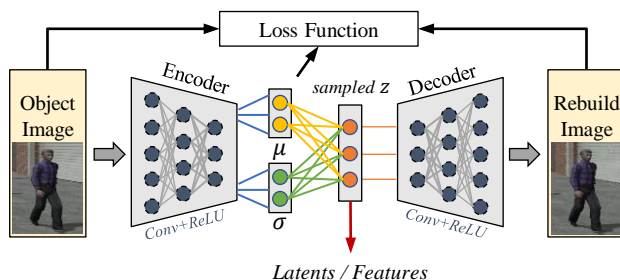 Loss Function
Encoder
sampled z
Decoder
Object
Image
Rebuild
Image
μ
σ
Conv+ReLU
Conv+ReLU
Latents / Features